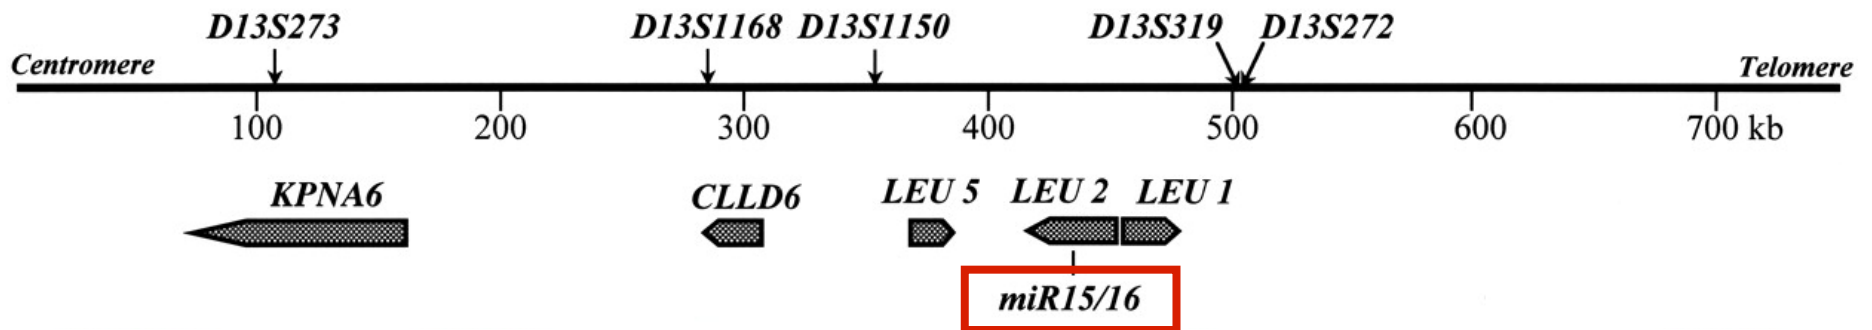 D13S273 D13S1168 D13S1150 D13S319 D13S272
Centromere Telomere
100 200 300 400 500 600 700 kb
KPNA6 CLLD6 LEU 5 LEU 2 LEU 1
miR15/16